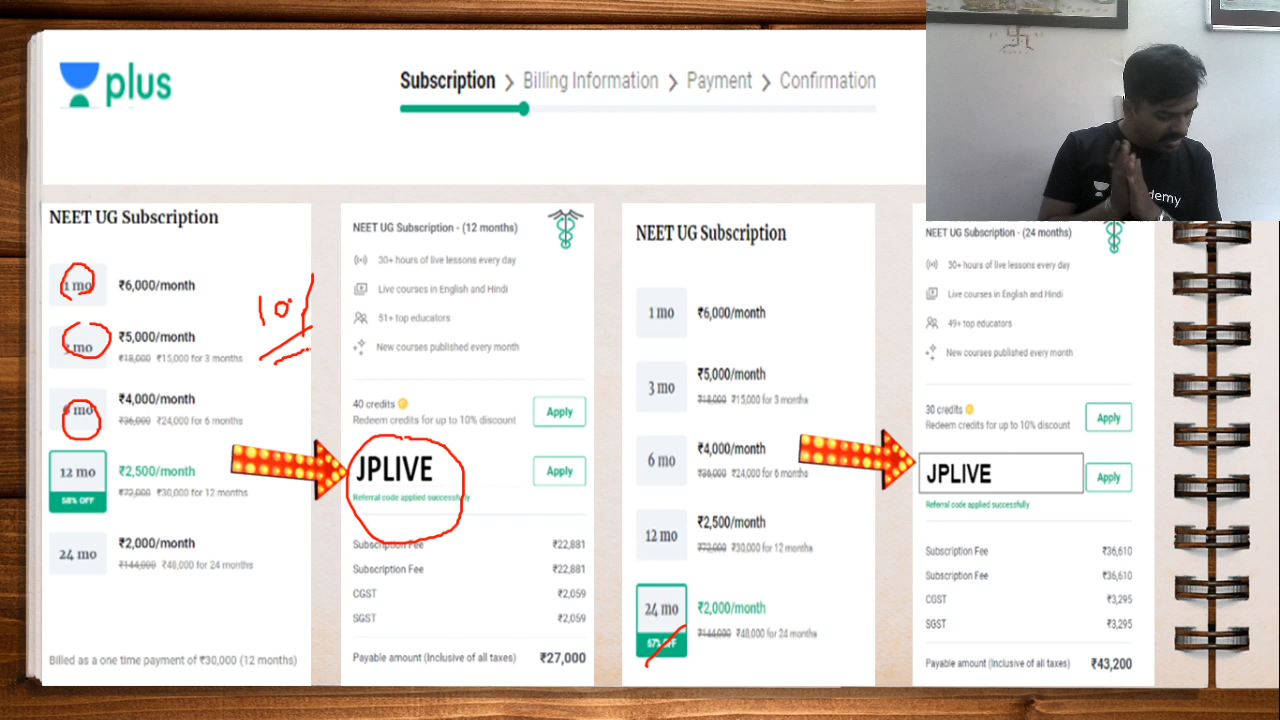 plus
Subscription > Billing Information > Payment > Confirmation
NEET UG Subscription
1 mo ₹6,000/month
₹5,000/month
mo ₹18,000 ₹15,000 for 3 months
₹4,000/month
mo ₹36,000 ₹24,000 for 6 months
12 mo ₹2,500/month
58% OFF ₹72,000 ₹30,000 for 12 months
24 mo ₹2,000/month
₹144,000 ₹48,000 for 24 months
Billed as a one time payment of ₹30,000 (12 months)
10%
NEET UG Subscription - (12 months)
30+ hours of live lessons every day
Live courses in English and Hindi
51+ top educators
New courses published every month
40 credits
Redeem credits for up to 10% discount
Apply
JPLIVE
Apply
Referral code applied successfully
Subscription Fee ₹22,881
Subscription Fee ₹22,881
CGST ₹2,059
SGST ₹2,059
Payable amount (Inclusive of all taxes) ₹27,000
NEET UG Subscription
1 mo ₹6,000/month
3 mo ₹5,000/month
₹18,000 ₹15,000 for 3 months
6 mo ₹4,000/month
₹36,000 ₹24,000 for 6 months
12 mo ₹2,500/month
₹72,000 ₹30,000 for 12 months
24 mo ₹2,000/month
67% OFF ₹144,000 ₹48,000 for 24 months
NEET UG Subscription - (24 months)
30+ hours of live lessons every day
Live courses in English and Hindi
49+ top educators
New courses published every month
30 credits
Redeem credits for up to 10% discount
Apply
JPLIVE
Apply
Referral code applied successfully
Subscription Fee ₹36,610
Subscription Fee ₹36,610
CGST ₹3,295
SGST ₹3,295
Payable amount (Inclusive of all taxes) ₹43,200